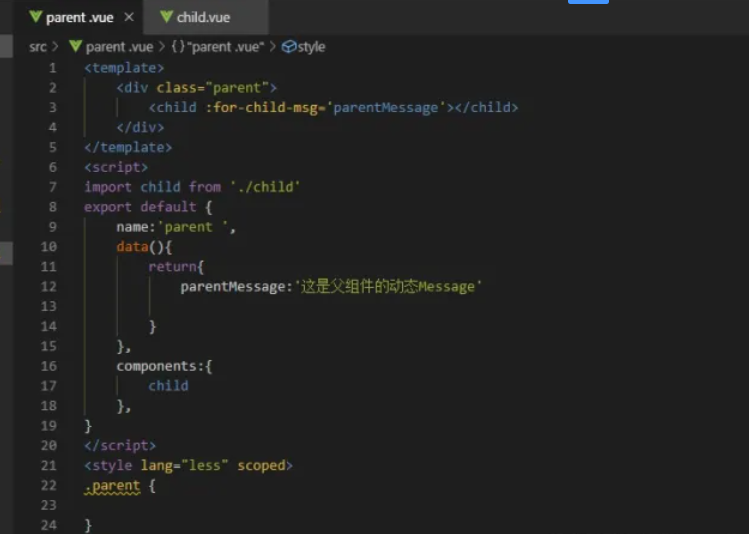 parent .vue × child.vue
src > parent .vue > {}"parent .vue" > style
1 <template>
2 <div class="parent">
3 <child :for-child-msg='parentMessage'></child>
4 </div>
5 </template>
6 <script>
7 import child from './child'
8 export default {
9 name:'parent ',
10 data(){
11 return{
12 parentMessage:'这是父组件的动态Message'
13
14 }
15 },
16 components:{
17 child
18 },
19 }
20 </script>
21 <style lang="less" scoped>
22 .parent {
23
24 }